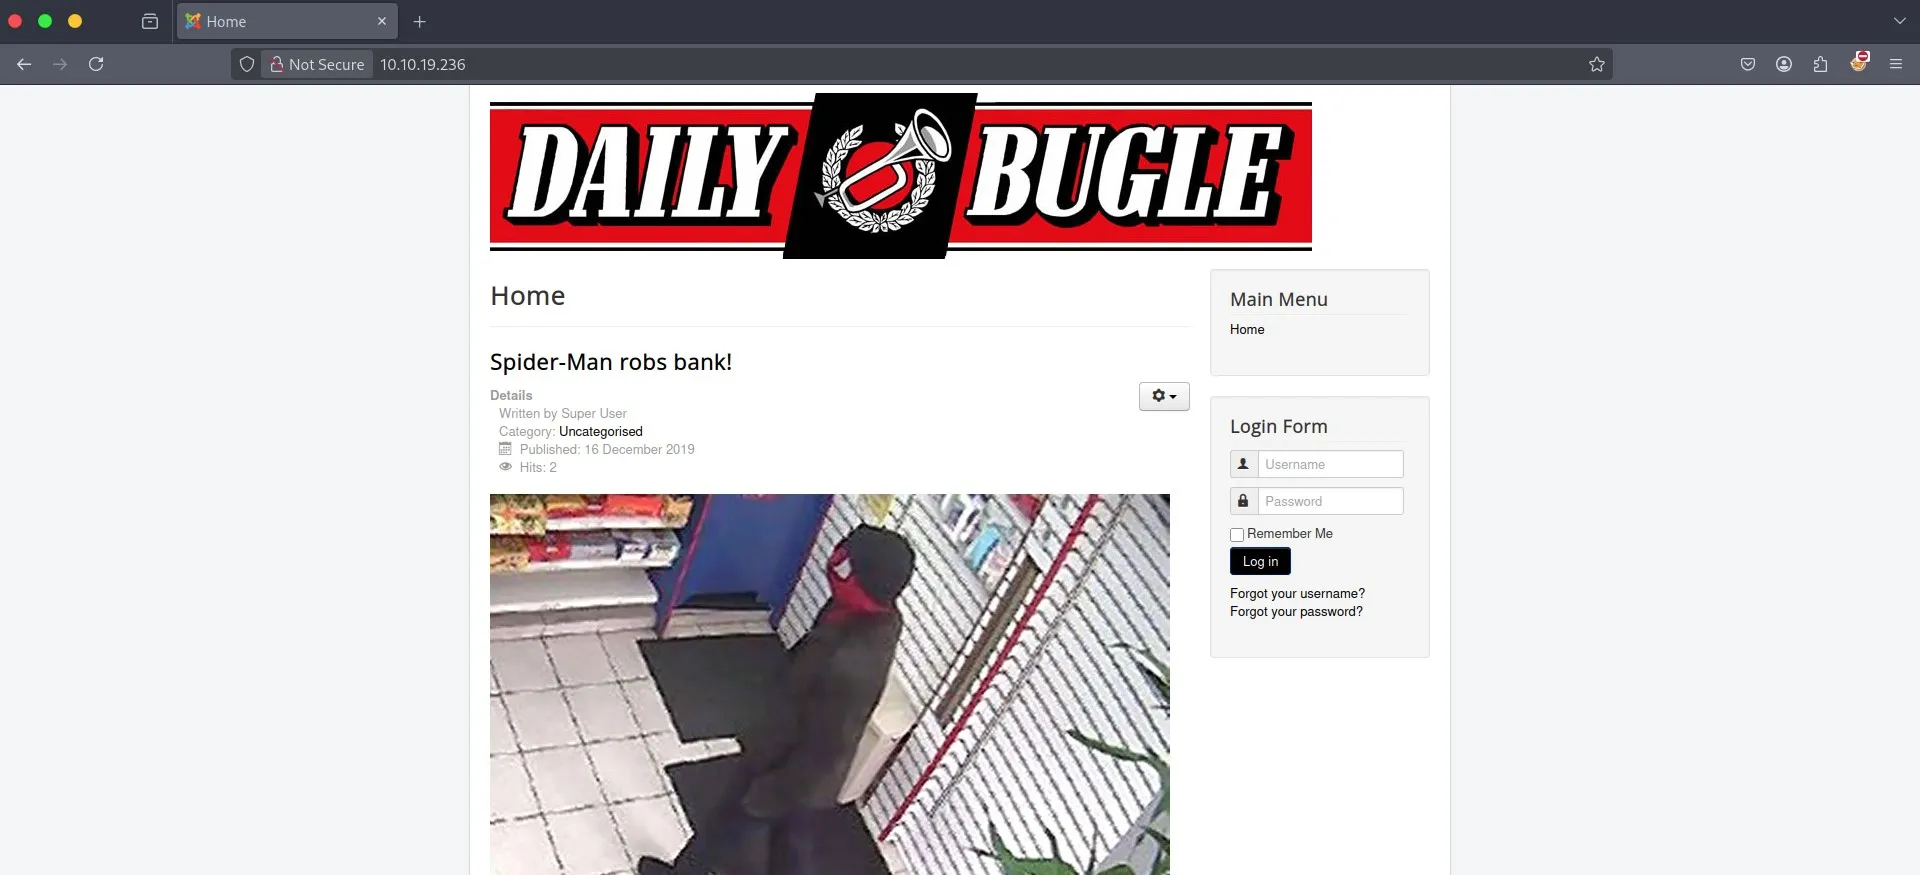 Home
Not Secure 10.10.19.236
DAILY BUGLE
Home
Spider-Man robs bank!
Details
Written by Super User
Category: Uncategorised
Published: 16 December 2019
Hits: 2
Main Menu
Home
Login Form
Username
Password
Remember Me
Log in
Forgot your username?
Forgot your password?